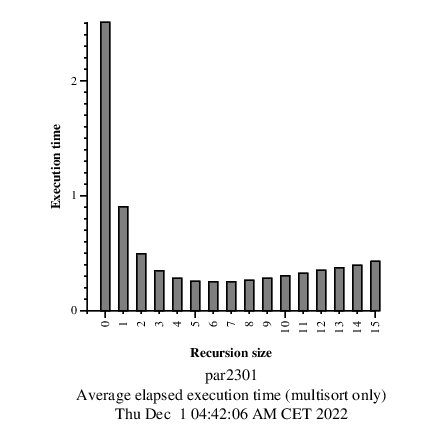 2
1
0
Execution time
0 1 2 3 4 5 6 7 8 9 10 11 12 13 14 15
Recursion size
par2301
Average elapsed execution time (multisort only)
Thu Dec 1 04:42:06 AM CET 2022